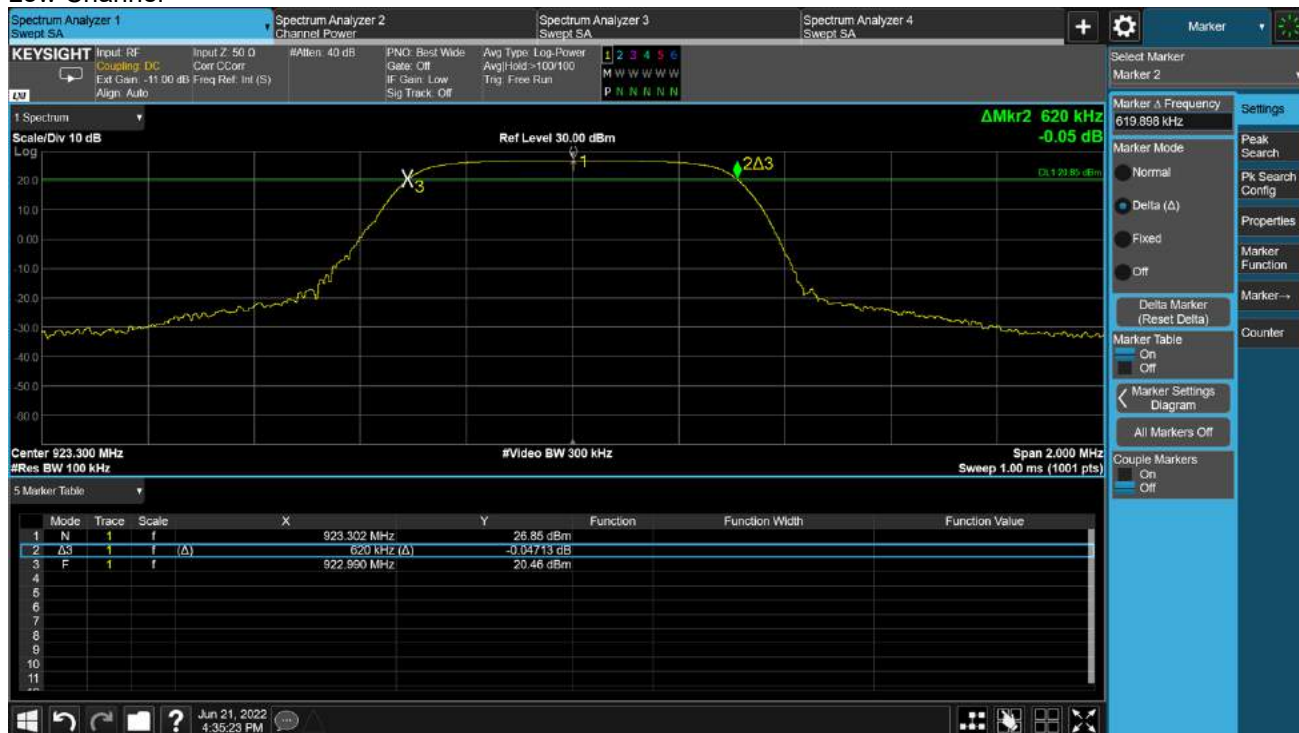 Low Channel
Spectrum Analyzer 1
Swept SA
Spectrum Analyzer 2
Channel Power
Spectrum Analyzer 3
Swept SA
Spectrum Analyzer 4
Swept SA
+
Marker
KEYSIGHT
Input: RF
Coupling: DC
Ext Gain: -11.00 dB
Align: Auto
Input Z: 50 Ω
Corr CCorr
Freq Ref: Int (S)
#Atten: 40 dB
PNO: Best Wide
Gate: Off
IF Gain: Low
Sig Track: Off
Avg Type: Log-Power
Avg|Hold:>100/100
Trig: Free Run
1 2 3 4 5 6
M W W W W W
P N N N N N
LXI
1 Spectrum
Scale/Div 10 dB
Log
Ref Level 30.00 dBm
ΔMkr2 620 kHz
-0.05 dB
20.0
10.0
0.00
-10.0
-20.0
-30.0
-40.0
-50.0
-60.0
1
2Δ3
3
DL1 20.85 dBm
Center 923.300 MHz
#Res BW 100 kHz
#Video BW 300 kHz
Span 2.000 MHz
Sweep 1.00 ms (1001 pts)
5 Marker Table
Mode Trace Scale X Y Function Function Width Function Value
1 N 1 f 923.302 MHz 26.85 dBm
2 Δ3 1 f (Δ) 620 kHz (Δ) -0.04713 dB
3 F 1 f 922.990 MHz 20.46 dBm
4
5
6
7
8
9
10
11
Select Marker
Marker 2
Marker Δ Frequency
619.898 kHz
Marker Mode
Normal
Delta (Δ)
Fixed
Off
Delta Marker
(Reset Delta)
Marker Table
On
Off
Marker Settings
Diagram
All Markers Off
Couple Markers
On
Off
Settings
Peak
Search
Pk Search
Config
Properties
Marker
Function
Marker→
Counter
?
Jun 21, 2022
4:35:23 PM